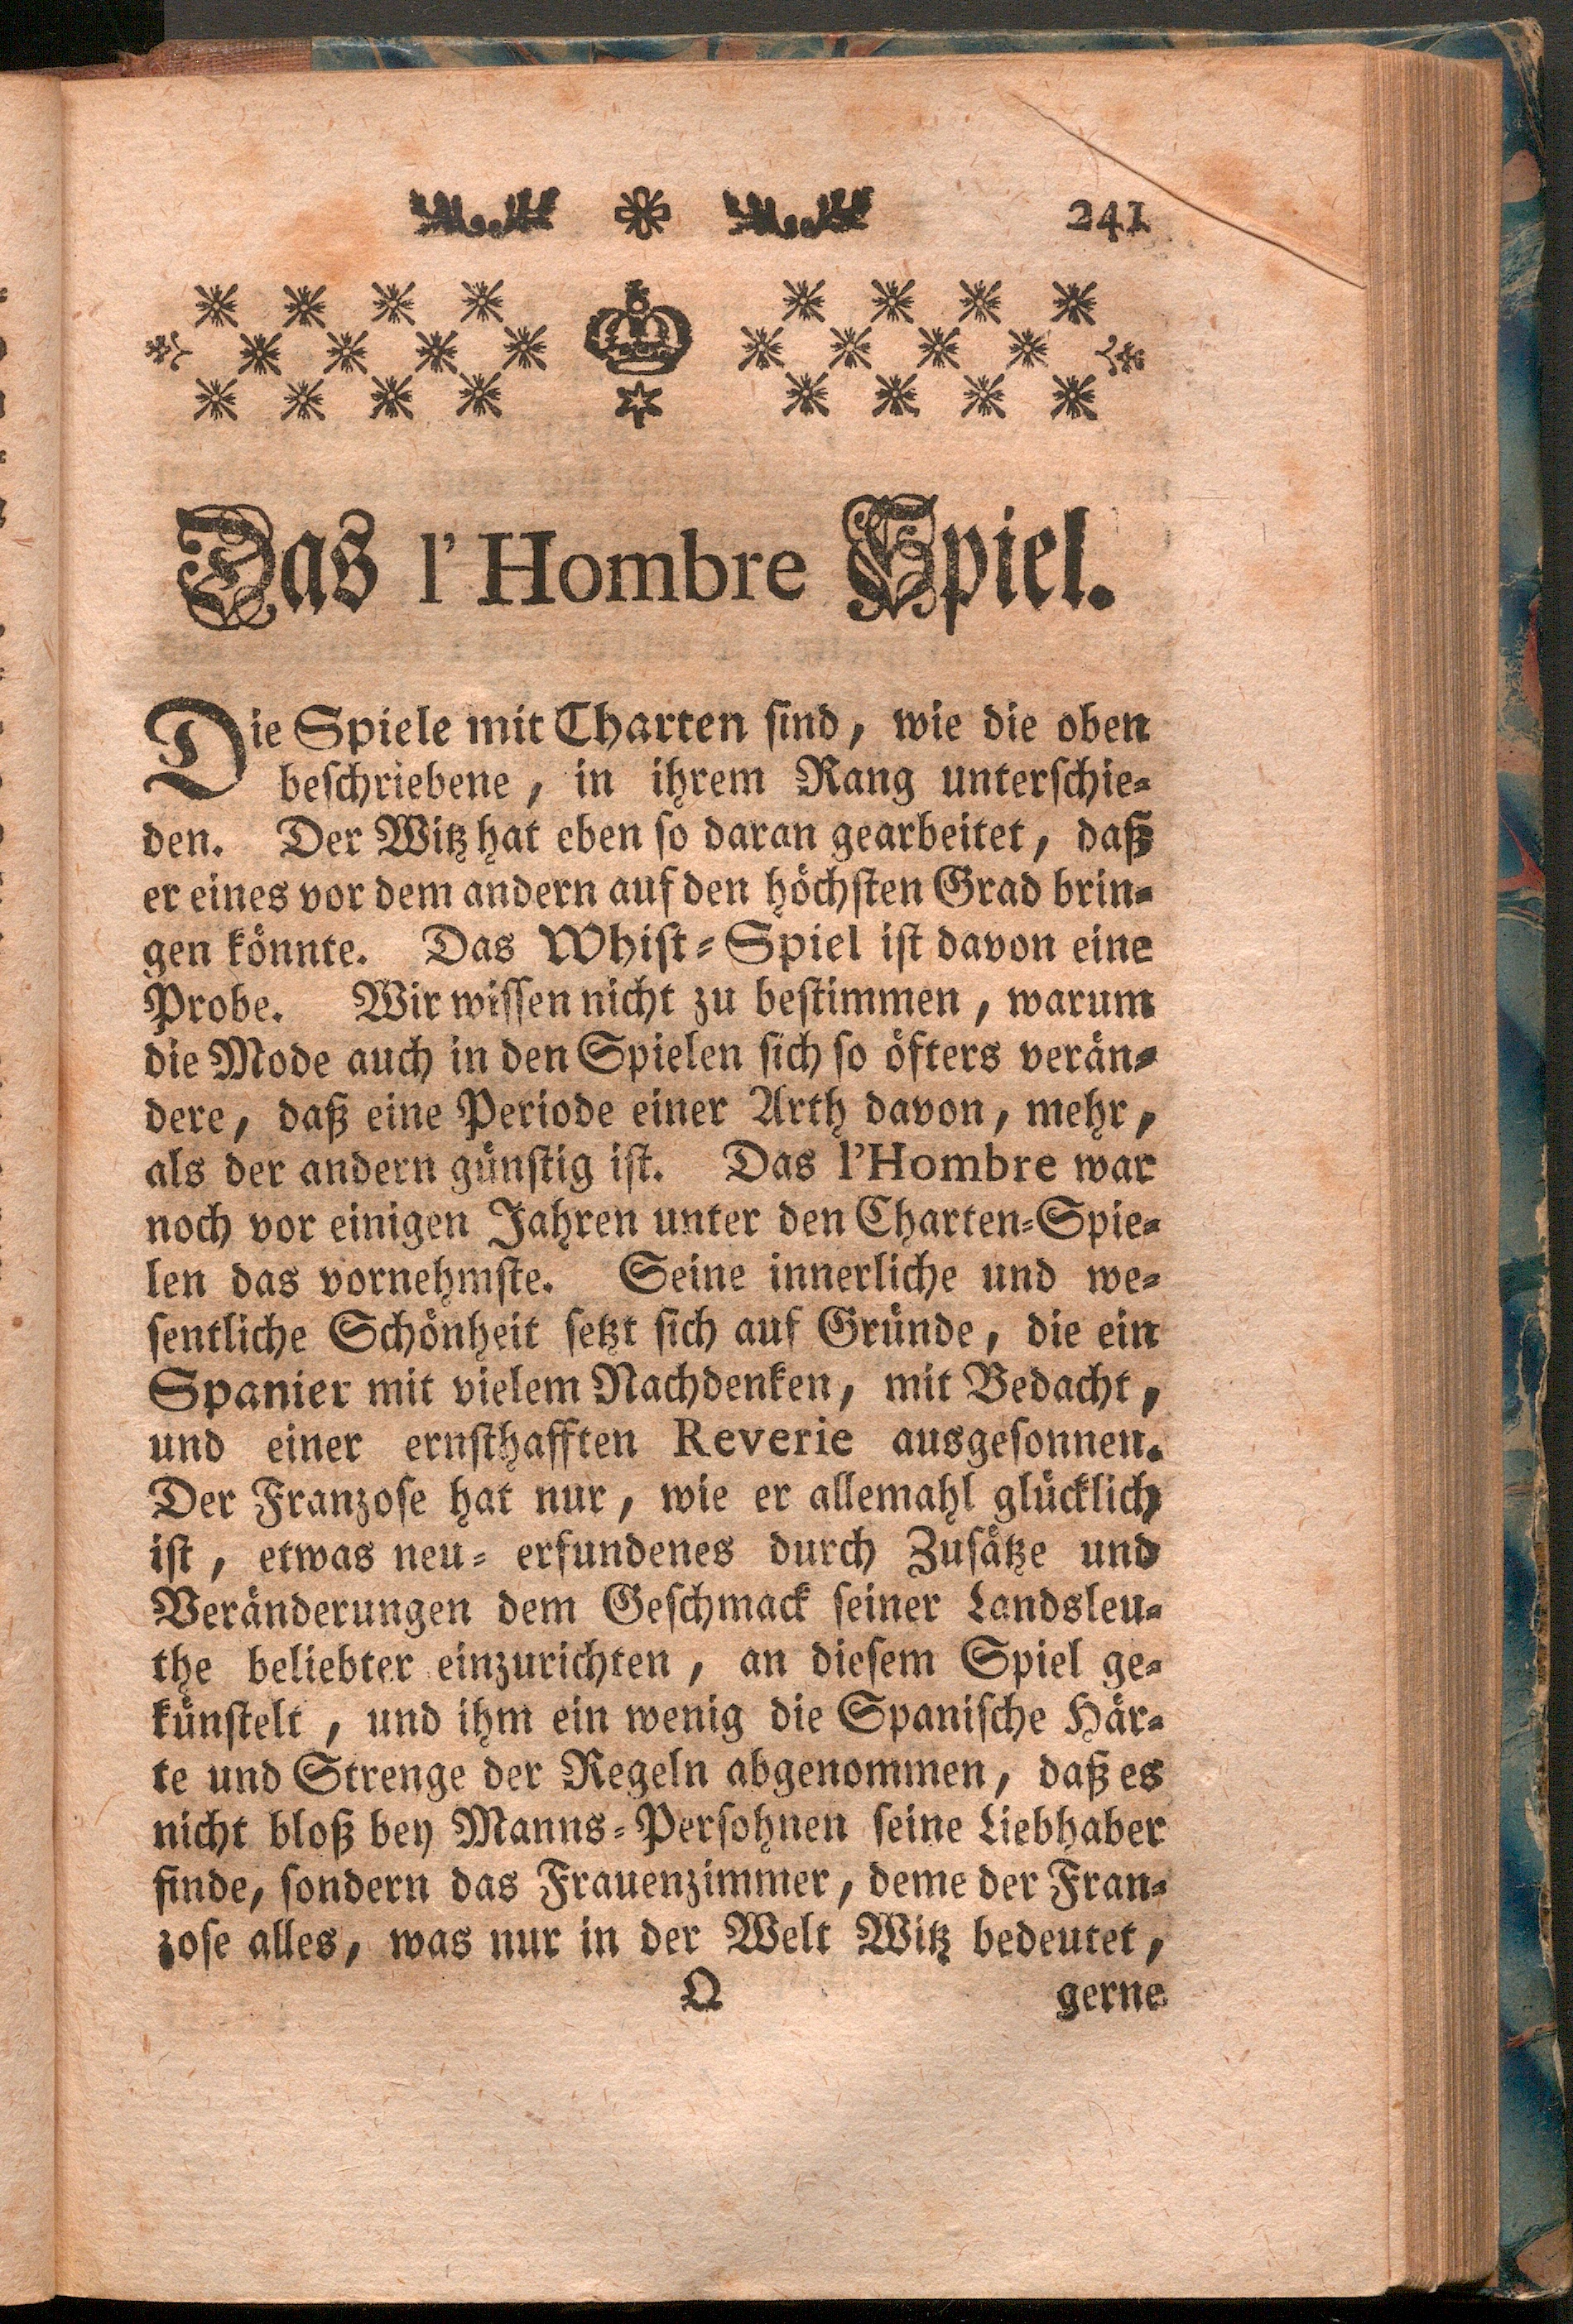 241
Das l'Hombre Spiel.
Die Spiele mit Charten sind, wie die oben
beschriebene, in ihrem Rang unterschie-
den. Der Witz hat eben so daran gearbeitet, daß
er eines vor dem andern auf den höchsten Grad brin-
gen könnte. Das Whist-Spiel ist davon eine
Probe. Wir wissen nicht zu bestimmen, warum
die Mode auch in den Spielen sich so öfters verän-
dere, daß eine Periode einer Arth davon, mehr,
als der andern günstig ist. Das l'Hombre war
noch vor einigen Jahren unter den Charten-Spie-
len das vornehmste. Seine innerliche und we-
sentliche Schönheit setzt sich auf Gründe, die ein
Spanier mit vielem Nachdenken, mit Bedacht,
und einer ernsthafften Reverie ausgesonnen.
Der Franzose hat nur, wie er allemahl glücklich
ist, etwas neu- erfundenes durch Zusätze und
Veränderungen dem Geschmack seiner Landsleu-
the beliebter einzurichten, an diesem Spiel ge-
künstelt, und ihm ein wenig die Spanische Här-
te und Strenge der Regeln abgenommen, daß es
nicht bloß bey Manns-Persohnen seine Liebhaber
finde, sondern das Frauenzimmer, deme der Fran-
zose alles, was nur in der Welt Witz bedeutet,
Q gerne